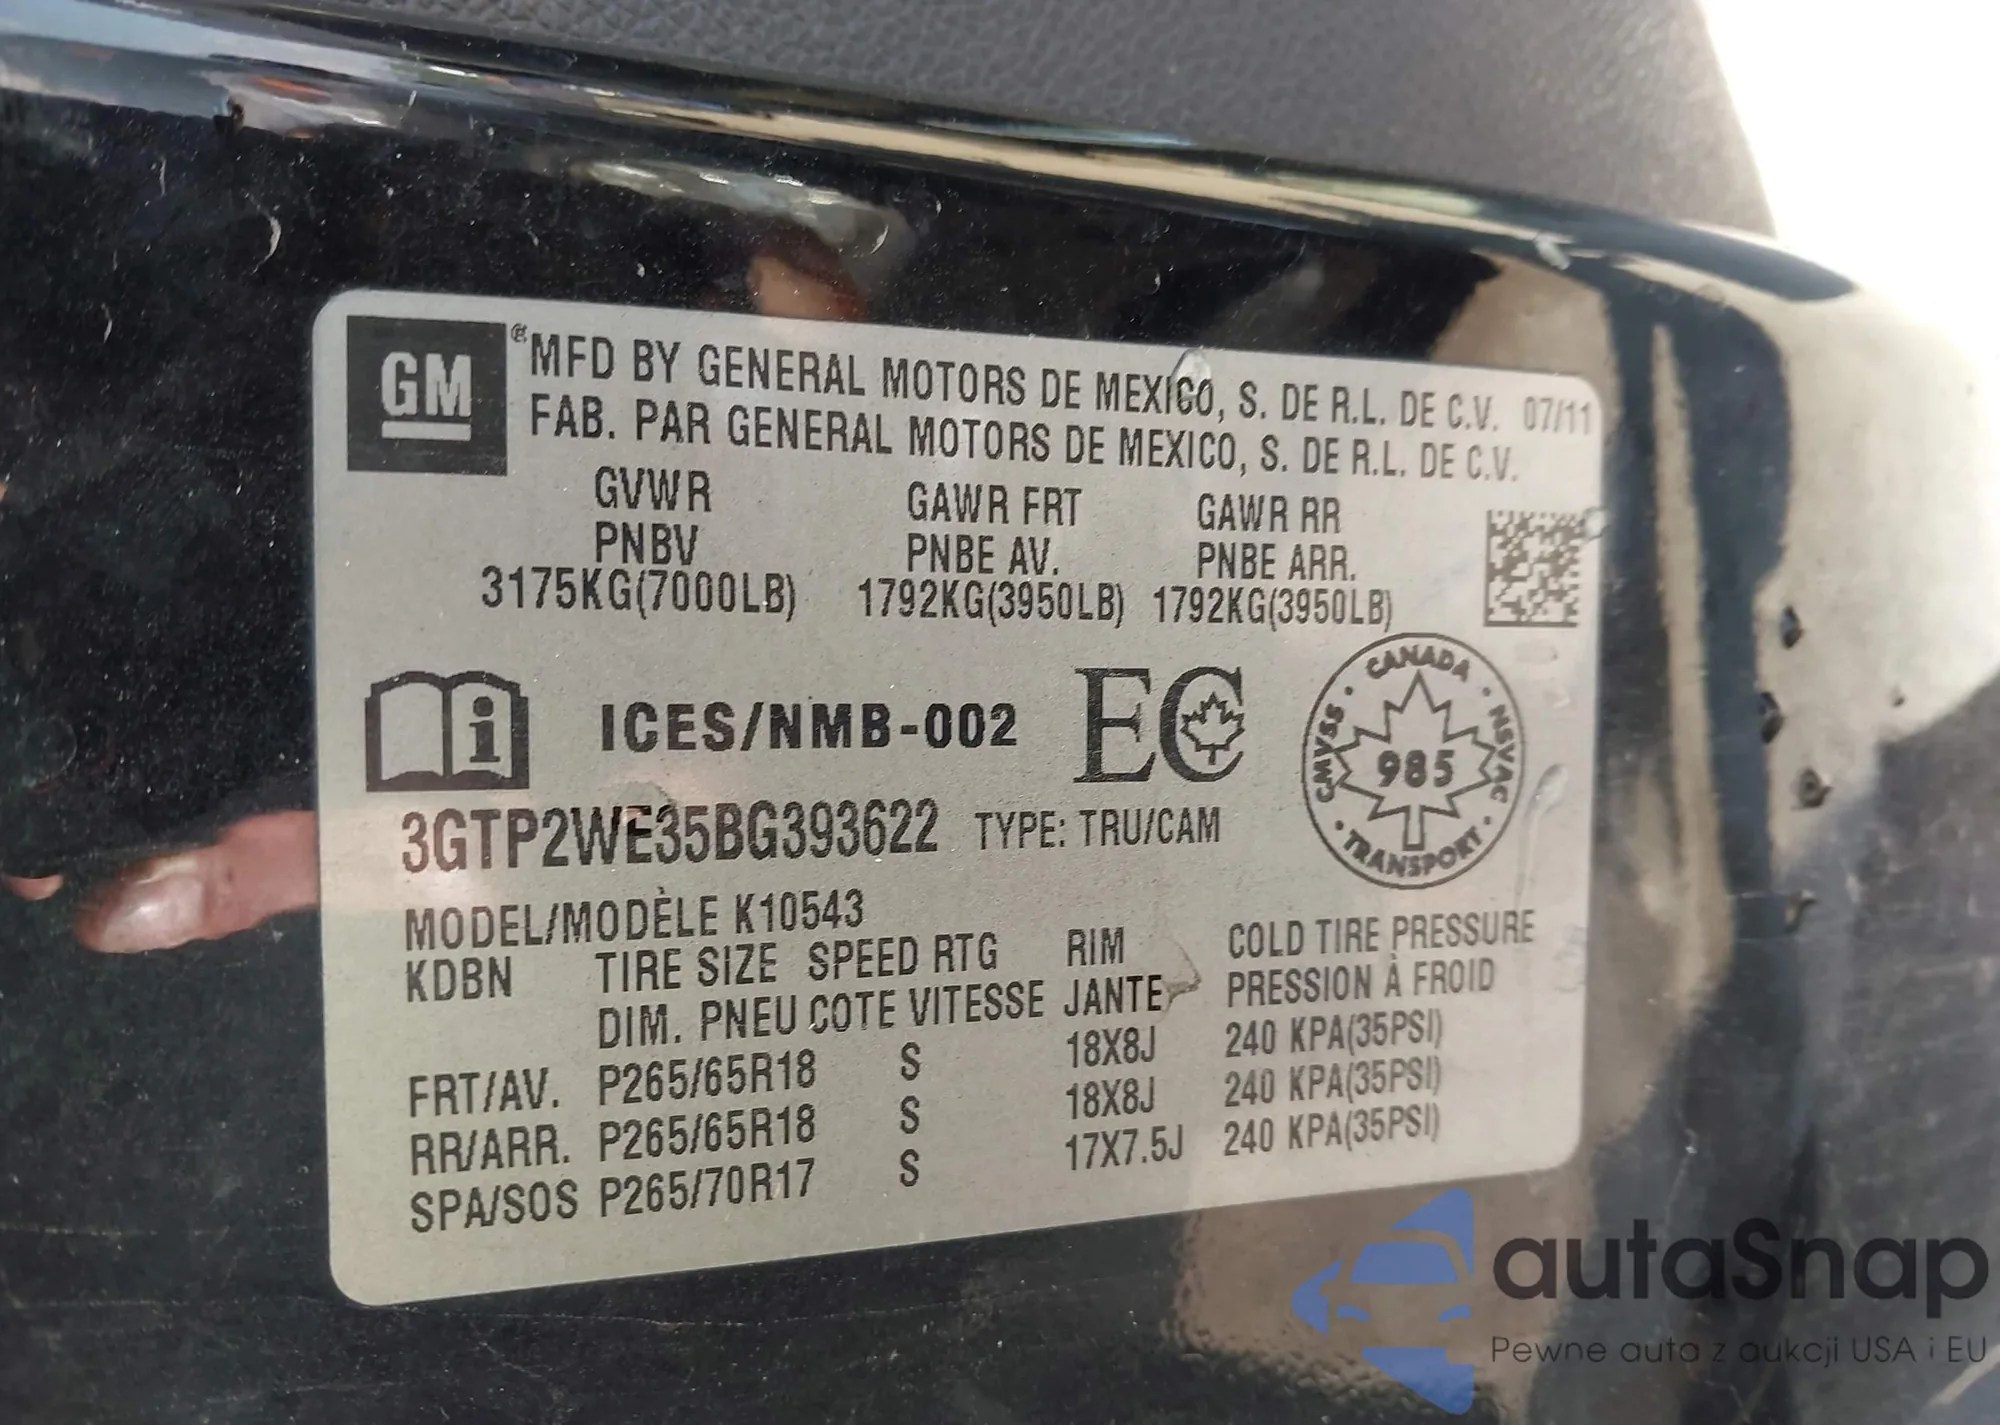 GM
®MFD BY GENERAL MOTORS DE MEXICO, S. DE R.L. DE C.V. 07/11
FAB. PAR GENERAL MOTORS DE MEXICO, S. DE R.L. DE C.V.
GVWR GAWR FRT GAWR RR
PNBV PNBE AV. PNBE ARR.
3175KG(7000LB) 1792KG(3950LB) 1792KG(3950LB)
i ICES/NMB-002 EC
CANADA
CMVSS 985 NSVAC
TRANSPORT
3GTP2WE35BG393622 TYPE: TRU/CAM
MODEL/MODÈLE K10543
KDBN TIRE SIZE SPEED RTG RIM COLD TIRE PRESSURE
DIM. PNEU COTE VITESSE JANTE PRESSION À FROID
FRT/AV. P265/65R18 S 18X8J 240 KPA(35PSI)
RR/ARR. P265/65R18 S 18X8J 240 KPA(35PSI)
SPA/SOS P265/70R17 S 17X7.5J 240 KPA(35PSI)
autaSnap
Pewne auta z aukcji USA i EU